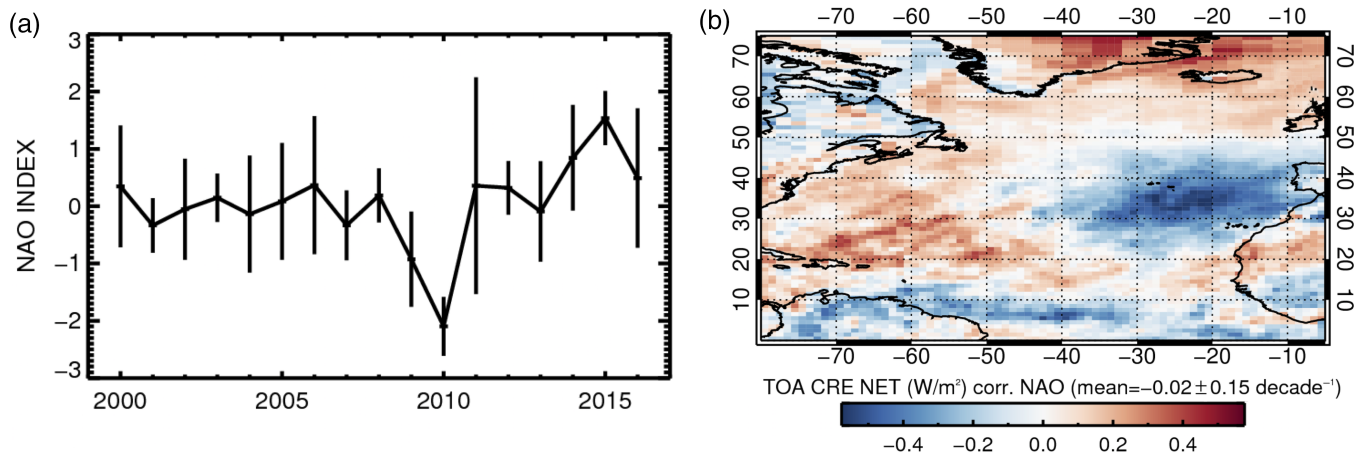 (a)
3
2
1
0
−1
−2
−3
NAO INDEX
2000 2005 2010 2015
(b)
−70 −60 −50 −40 −30 −20 −10
70 70
60 60
50 50
40 40
30 30
20 20
10 10
−70 −60 −50 −40 −30 −20 −10
TOA CRE NET (W/m²) corr. NAO (mean=−0.02±0.15 decade⁻¹)
−0.4 −0.2 0.0 0.2 0.4